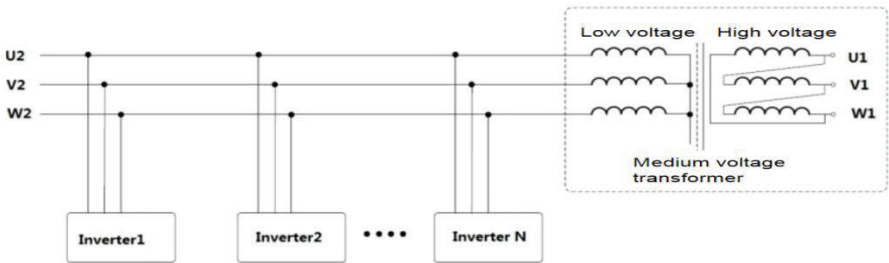 Low voltage High voltage
U2 U1
V2 V1
W2 W1
Medium voltage
transformer
Inverter1 Inverter2 Inverter N